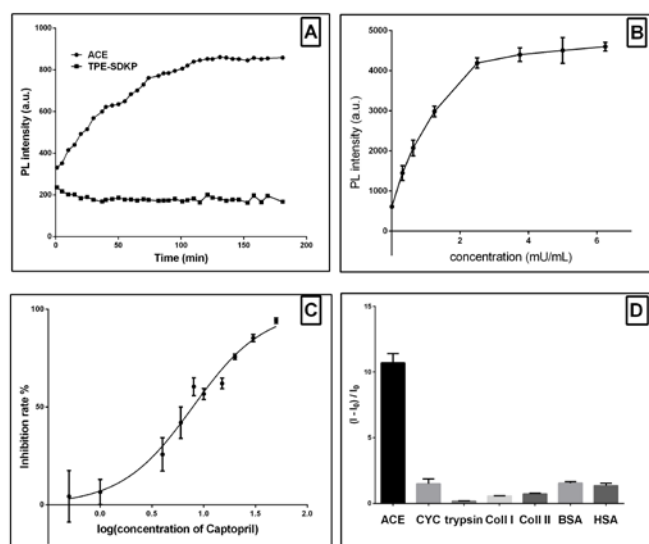 A
ACE
TPE-SDKP
PL intensity (a.u.)
1000
800
600
400
200
0
0 50 100 150 200
Time (min)
B
PL intensity (a.u.)
5000
4000
3000
2000
1000
0
2 4 6
concentration (mU/mL)
C
Inhibition rate %
100
50
0
0.0 0.5 1.0 1.5 2.0
log(concentration of Captopril)
D
(I - I₀) / I₀
15
10
5
0
ACE CYC trypsin Coll I Coll II BSA HSA